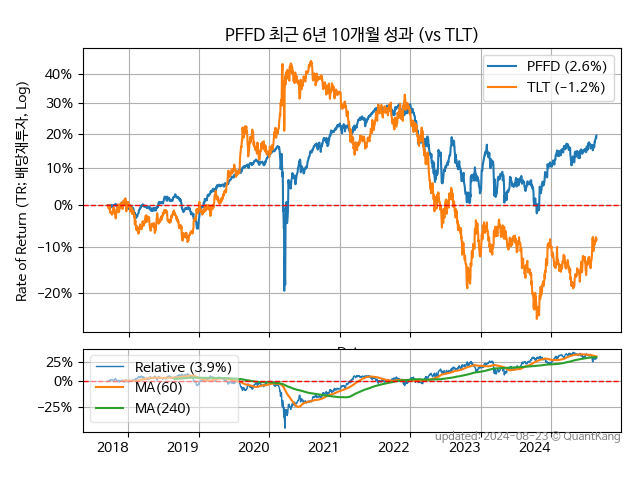 PFFD 최근 6년 10개월 성과 (vs TLT)
Rate of Return (TR: 배당재투자, Log)
40%
30%
20%
10%
0%
−10%
−20%
PFFD (2.6%)
TLT (−1.2%)
25%
0%
−25%
Relative (3.9%)
MA(60)
MA(240)
2018 2019 2020 2021 2022 2023 2024
updated: 2024-08-23 © QuantKang